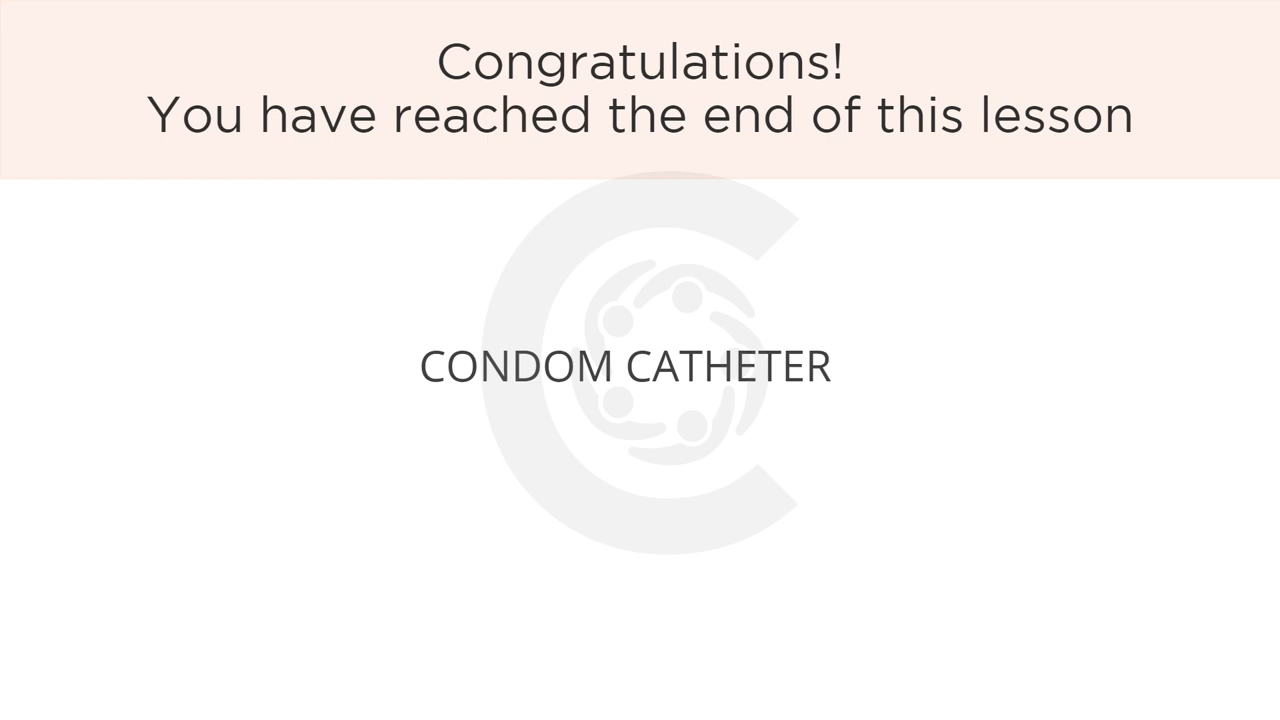 Congratulations!
You have reached the end of this lesson
CONDOM CATHETER